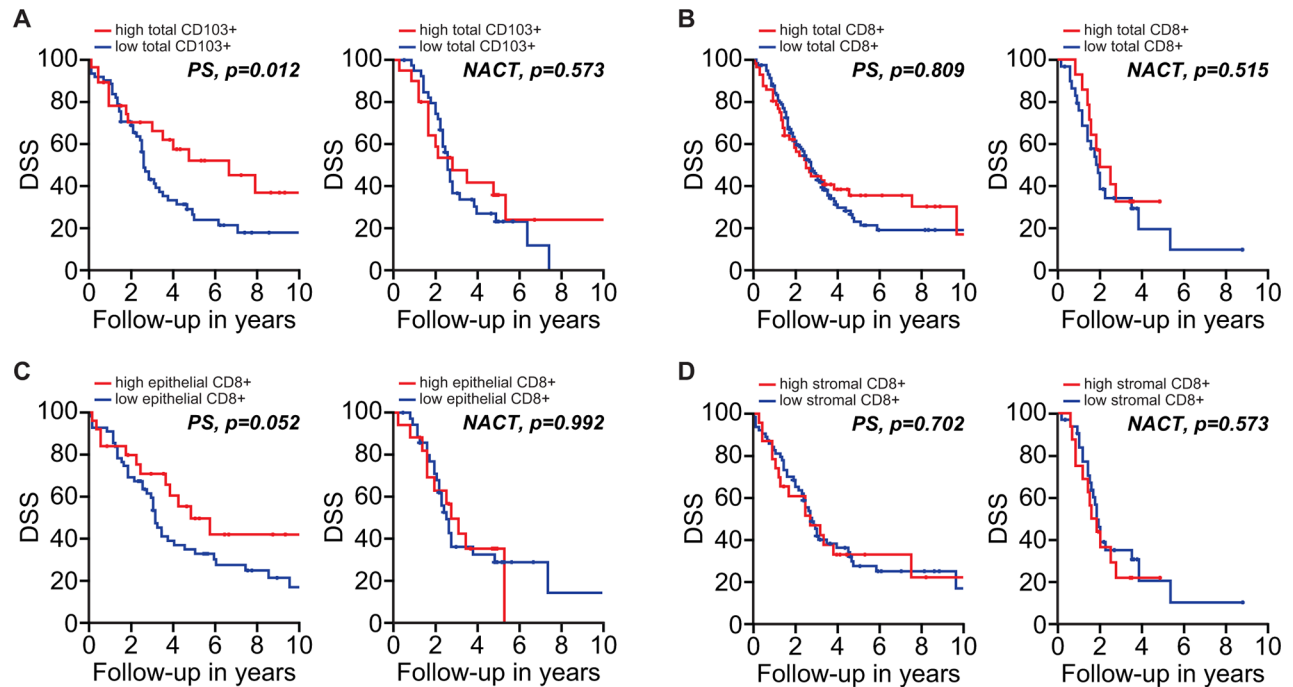 A
high total CD103+
low total CD103+
PS, p=0.012
DSS
100
80
60
40
20
0
0 2 4 6 8 10
Follow-up in years
high total CD103+
low total CD103+
NACT, p=0.573
DSS
100
80
60
40
20
0
0 2 4 6 8 10
Follow-up in years
B
high total CD8+
low total CD8+
PS, p=0.809
DSS
100
80
60
40
20
0
0 2 4 6 8 10
Follow-up in years
high total CD8+
low total CD8+
NACT, p=0.515
DSS
100
80
60
40
20
0
0 2 4 6 8 10
Follow-up in years
C
high epithelial CD8+
low epithelial CD8+
PS, p=0.052
DSS
100
80
60
40
20
0
0 2 4 6 8 10
Follow-up in years
high epithelial CD8+
low epithelial CD8+
NACT, p=0.992
DSS
100
80
60
40
20
0
0 2 4 6 8 10
Follow-up in years
D
high stromal CD8+
low stromal CD8+
PS, p=0.702
DSS
100
80
60
40
20
0
0 2 4 6 8 10
Follow-up in years
high stromal CD8+
low stromal CD8+
NACT, p=0.573
DSS
100
80
60
40
20
0
0 2 4 6 8 10
Follow-up in years